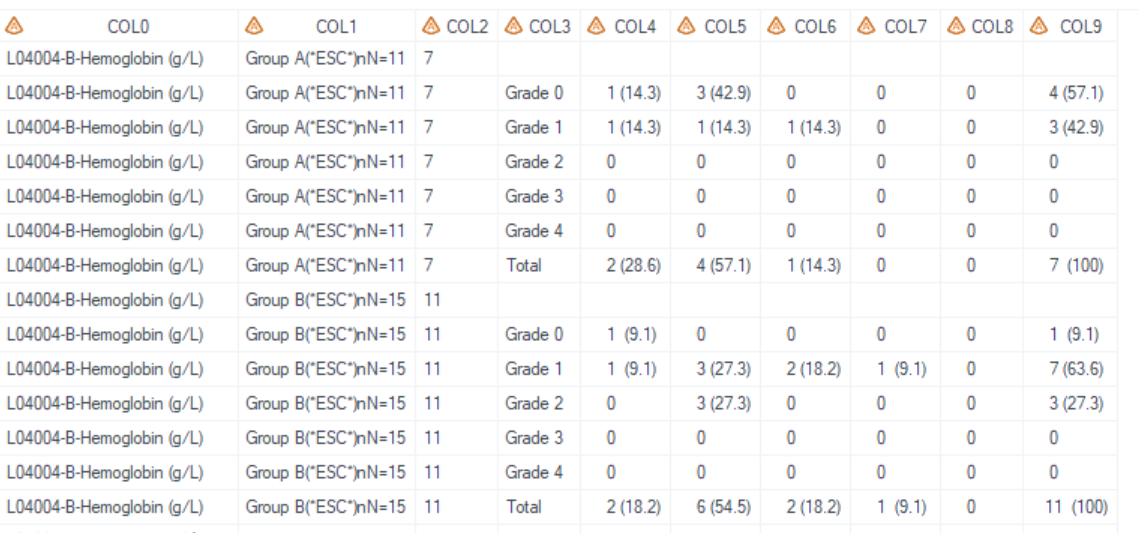 COL0 COL1 COL2 COL3 COL4 COL5 COL6 COL7 COL8 COL9
L04004-B-Hemoglobin (g/L) Group A(*ESC*)nN=11 7
L04004-B-Hemoglobin (g/L) Group A(*ESC*)nN=11 7 Grade 0 1 (14.3) 3 (42.9) 0 0 0 4 (57.1)
L04004-B-Hemoglobin (g/L) Group A(*ESC*)nN=11 7 Grade 1 1 (14.3) 1 (14.3) 1 (14.3) 0 0 3 (42.9)
L04004-B-Hemoglobin (g/L) Group A(*ESC*)nN=11 7 Grade 2 0 0 0 0 0 0
L04004-B-Hemoglobin (g/L) Group A(*ESC*)nN=11 7 Grade 3 0 0 0 0 0 0
L04004-B-Hemoglobin (g/L) Group A(*ESC*)nN=11 7 Grade 4 0 0 0 0 0 0
L04004-B-Hemoglobin (g/L) Group A(*ESC*)nN=11 7 Total 2 (28.6) 4 (57.1) 1 (14.3) 0 0 7 (100)
L04004-B-Hemoglobin (g/L) Group B(*ESC*)nN=15 11
L04004-B-Hemoglobin (g/L) Group B(*ESC*)nN=15 11 Grade 0 1 (9.1) 0 0 0 0 1 (9.1)
L04004-B-Hemoglobin (g/L) Group B(*ESC*)nN=15 11 Grade 1 1 (9.1) 3 (27.3) 2 (18.2) 1 (9.1) 0 7 (63.6)
L04004-B-Hemoglobin (g/L) Group B(*ESC*)nN=15 11 Grade 2 0 3 (27.3) 0 0 0 3 (27.3)
L04004-B-Hemoglobin (g/L) Group B(*ESC*)nN=15 11 Grade 3 0 0 0 0 0 0
L04004-B-Hemoglobin (g/L) Group B(*ESC*)nN=15 11 Grade 4 0 0 0 0 0 0
L04004-B-Hemoglobin (g/L) Group B(*ESC*)nN=15 11 Total 2 (18.2) 6 (54.5) 2 (18.2) 1 (9.1) 0 11 (100)